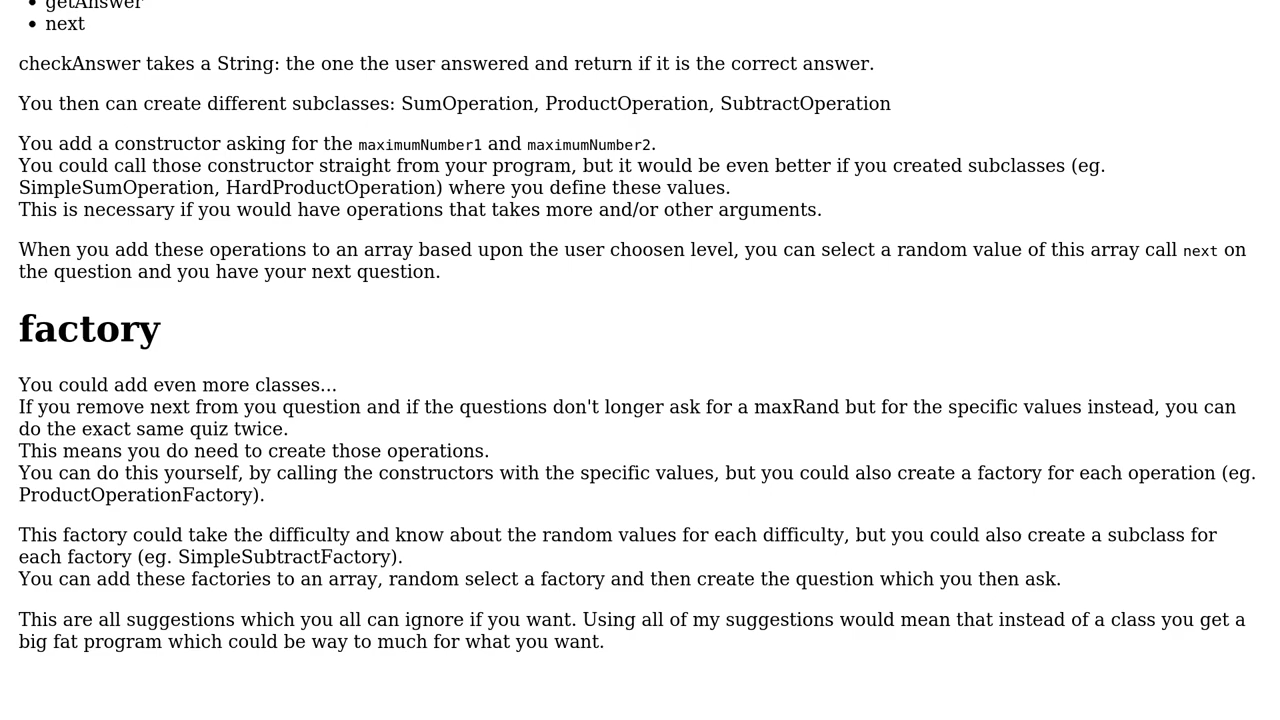 getAnswer
next
checkAnswer takes a String: the one the user answered and return if it is the correct answer.
You then can create different subclasses: SumOperation, ProductOperation, SubtractOperation
You add a constructor asking for the maximumNumber1 and maximumNumber2.
You could call those constructor straight from your program, but it would be even better if you created subclasses (eg.
SimpleSumOperation, HardProductOperation) where you define these values.
This is necessary if you would have operations that takes more and/or other arguments.
When you add these operations to an array based upon the user choosen level, you can select a random value of this array call next on
the question and you have your next question.
factory
You could add even more classes...
If you remove next from you question and if the questions don't longer ask for a maxRand but for the specific values instead, you can
do the exact same quiz twice.
This means you do need to create those operations.
You can do this yourself, by calling the constructors with the specific values, but you could also create a factory for each operation (eg.
ProductOperationFactory).
This factory could take the difficulty and know about the random values for each difficulty, but you could also create a subclass for
each factory (eg. SimpleSubtractFactory).
You can add these factories to an array, random select a factory and then create the question which you then ask.
This are all suggestions which you all can ignore if you want. Using all of my suggestions would mean that instead of a class you get a
big fat program which could be way to much for what you want.